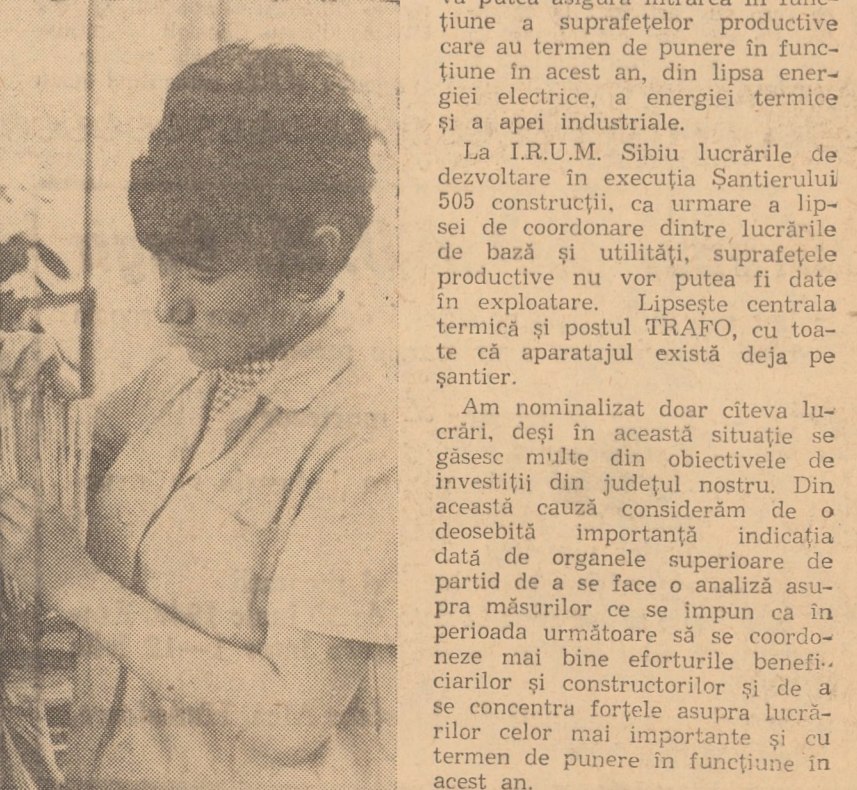 va putea asigura intrarea în func-
țiune a suprafețelor productive
care au termen de punere în func-
țiune în acest an, din lipsa ener-
giei electrice, a energiei termice
și a apei industriale.
La I.R.U.M. Sibiu lucrările de
dezvoltare în execuția Șantierului
505 construcții, ca urmare a lip-
sei de coordonare dintre lucrările
de bază și utilități, suprafețele
productive nu vor putea fi date
în exploatare. Lipsește centrala
termică și postul TRAFO, cu toa-
te că aparatajul există deja pe
șantier.
Am nominalizat doar cîteva lu-
crări, deși în această situație se
găsesc multe din obiectivele de
investiții din județul nostru. Din
această cauză considerăm de o
deosebită importanță indicația
dată de organele superioare de
partid de a se face o analiză asu-
pra măsurilor ce se impun ca în
perioada următoare să se coordo-
neze mai bine eforturile benefi-
ciarilor și constructorilor și de a
se concentra forțele asupra lucră-
rilor celor mai importante și cu
termen de punere în funcțiune în
acest an.